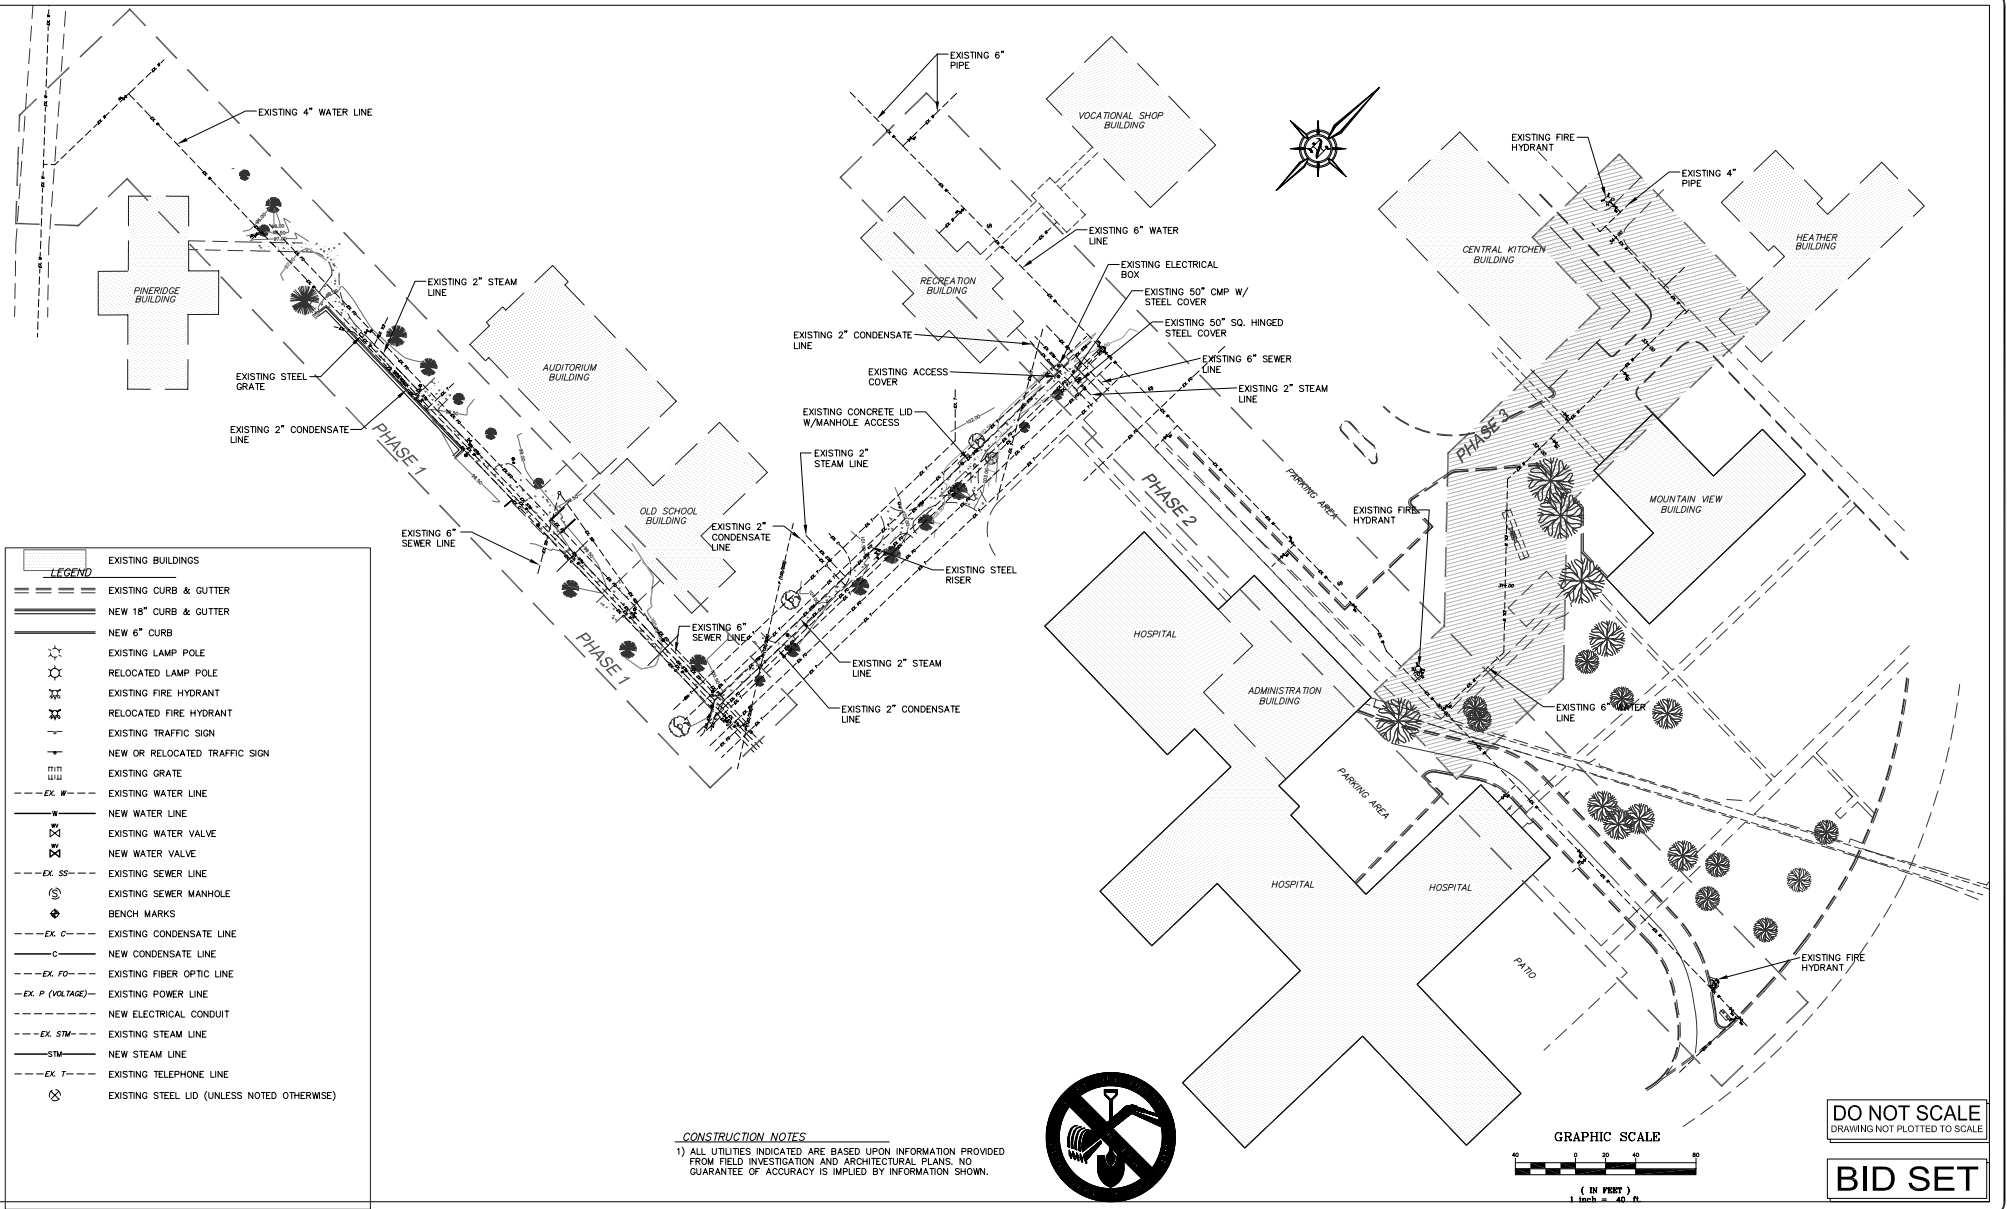 EXISTING 4" WATER LINE
EXISTING 6"
PIPE
VOCATIONAL SHOP
BUILDING
EXISTING FIRE
HYDRANT
EXISTING 4"
PIPE
EXISTING 6" WATER
LINE
CENTRAL KITCHEN
BUILDING
HEATHER
BUILDING
PINERIDGE
BUILDING
EXISTING 2" STEAM
LINE
RECREATION
BUILDING
EXISTING ELECTRICAL
BOX
EXISTING 50" CMP W/
STEEL COVER
EXISTING 50" SQ. HINGED
STEEL COVER
EXISTING 2" CONDENSATE
LINE
EXISTING 6" SEWER
LINE
EXISTING ACCESS
COVER
EXISTING 2" STEAM
LINE
EXISTING STEEL
GRATE
AUDITORIUM
BUILDING
EXISTING CONCRETE LID
W/MANHOLE ACCESS
EXISTING 2" CONDENSATE
LINE
PHASE 1
EXISTING 2"
STEAM LINE
PHASE 2
PARKING AREA
PHASE 3
MOUNTAIN VIEW
BUILDING
OLD SCHOOL
BUILDING
EXISTING 2"
CONDENSATE
LINE
EXISTING FIRE
HYDRANT
EXISTING 6"
SEWER LINE
EXISTING STEEL
RISER
PHASE 1
EXISTING 6"
SEWER LINE
EXISTING 2" STEAM
LINE
EXISTING 2" CONDENSATE
LINE
HOSPITAL
ADMINISTRATION
BUILDING
EXISTING 6" WATER
LINE
PARKING AREA
HOSPITAL
HOSPITAL
PATIO
EXISTING FIRE
HYDRANT
EXISTING BUILDINGS
LEGEND
EXISTING CURB & GUTTER
NEW 18" CURB & GUTTER
NEW 6" CURB
EXISTING LAMP POLE
RELOCATED LAMP POLE
EXISTING FIRE HYDRANT
RELOCATED FIRE HYDRANT
EXISTING TRAFFIC SIGN
NEW OR RELOCATED TRAFFIC SIGN
EXISTING GRATE
EX. W EXISTING WATER LINE
W NEW WATER LINE
WV EXISTING WATER VALVE
WV NEW WATER VALVE
EX. SS EXISTING SEWER LINE
S EXISTING SEWER MANHOLE
BENCH MARKS
EX. C EXISTING CONDENSATE LINE
C NEW CONDENSATE LINE
EX. FO EXISTING FIBER OPTIC LINE
EX. P (VOLTAGE) EXISTING POWER LINE
NEW ELECTRICAL CONDUIT
EX. STM EXISTING STEAM LINE
STM NEW STEAM LINE
EX. T EXISTING TELEPHONE LINE
EXISTING STEEL LID (UNLESS NOTED OTHERWISE)
CONSTRUCTION NOTES
1) ALL UTILITIES INDICATED ARE BASED UPON INFORMATION PROVIDED
FROM FIELD INVESTIGATION AND ARCHITECTURAL PLANS. NO
GUARANTEE OF ACCURACY IS IMPLIED BY INFORMATION SHOWN.
GRAPHIC SCALE
40 0 20 40 80
( IN FEET )
1 inch = 40 ft.
DO NOT SCALE
DRAWING NOT PLOTTED TO SCALE
BID SET